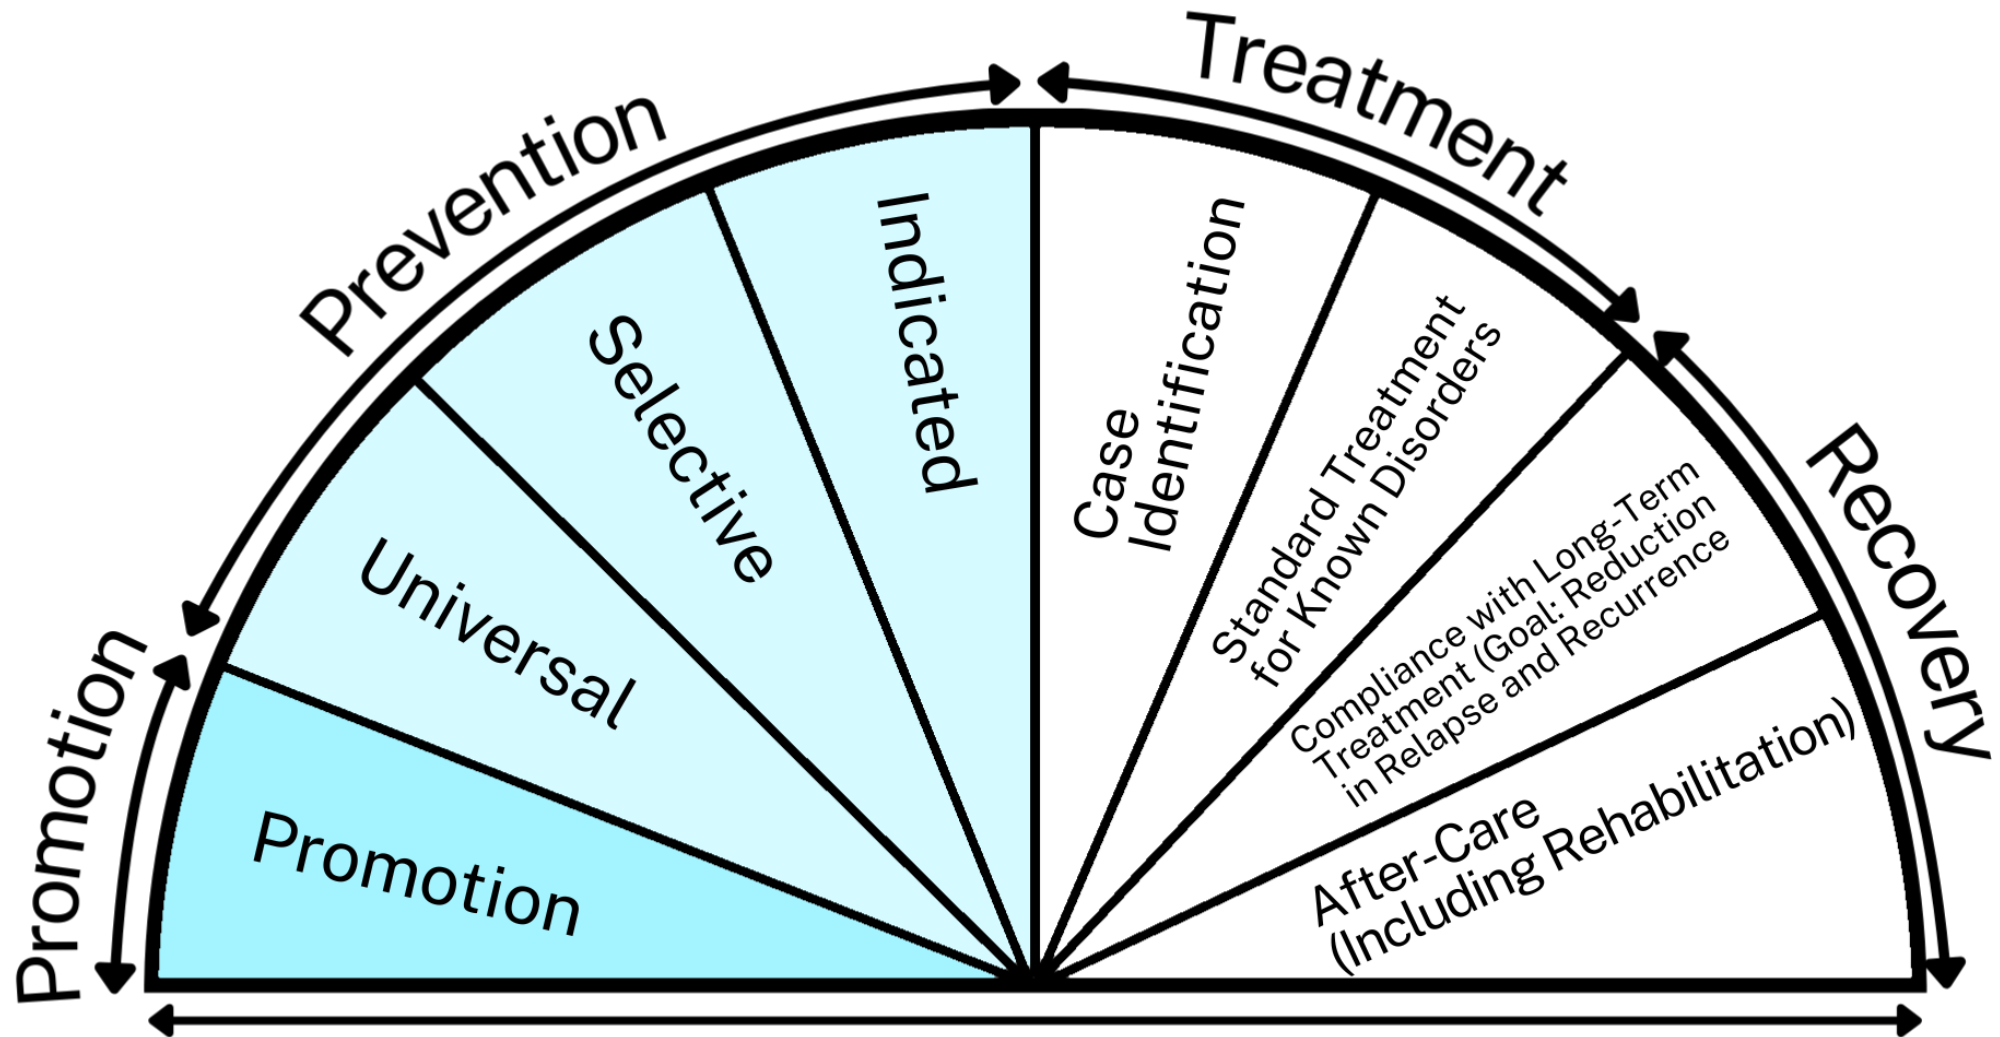 Promotion
Prevention
Treatment
Recovery
Promotion
Universal
Selective
Indicated
Case
Identification
Standard Treatment
for Known Disorders
Compliance with Long-Term
Treatment (Goal: Reduction
in Relapse and Recurrence
After-Care
(Including Rehabilitation)